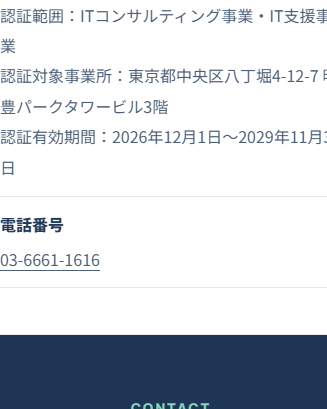 認証範囲：ITコンサルティング事業・IT支援事
業
認証対象事業所：東京都中央区八丁堀4-12-7
豊パークタワービル3階
認証有効期間：2026年12月1日～2029年11月3
日
電話番号
03-6661-1616
CONTACT